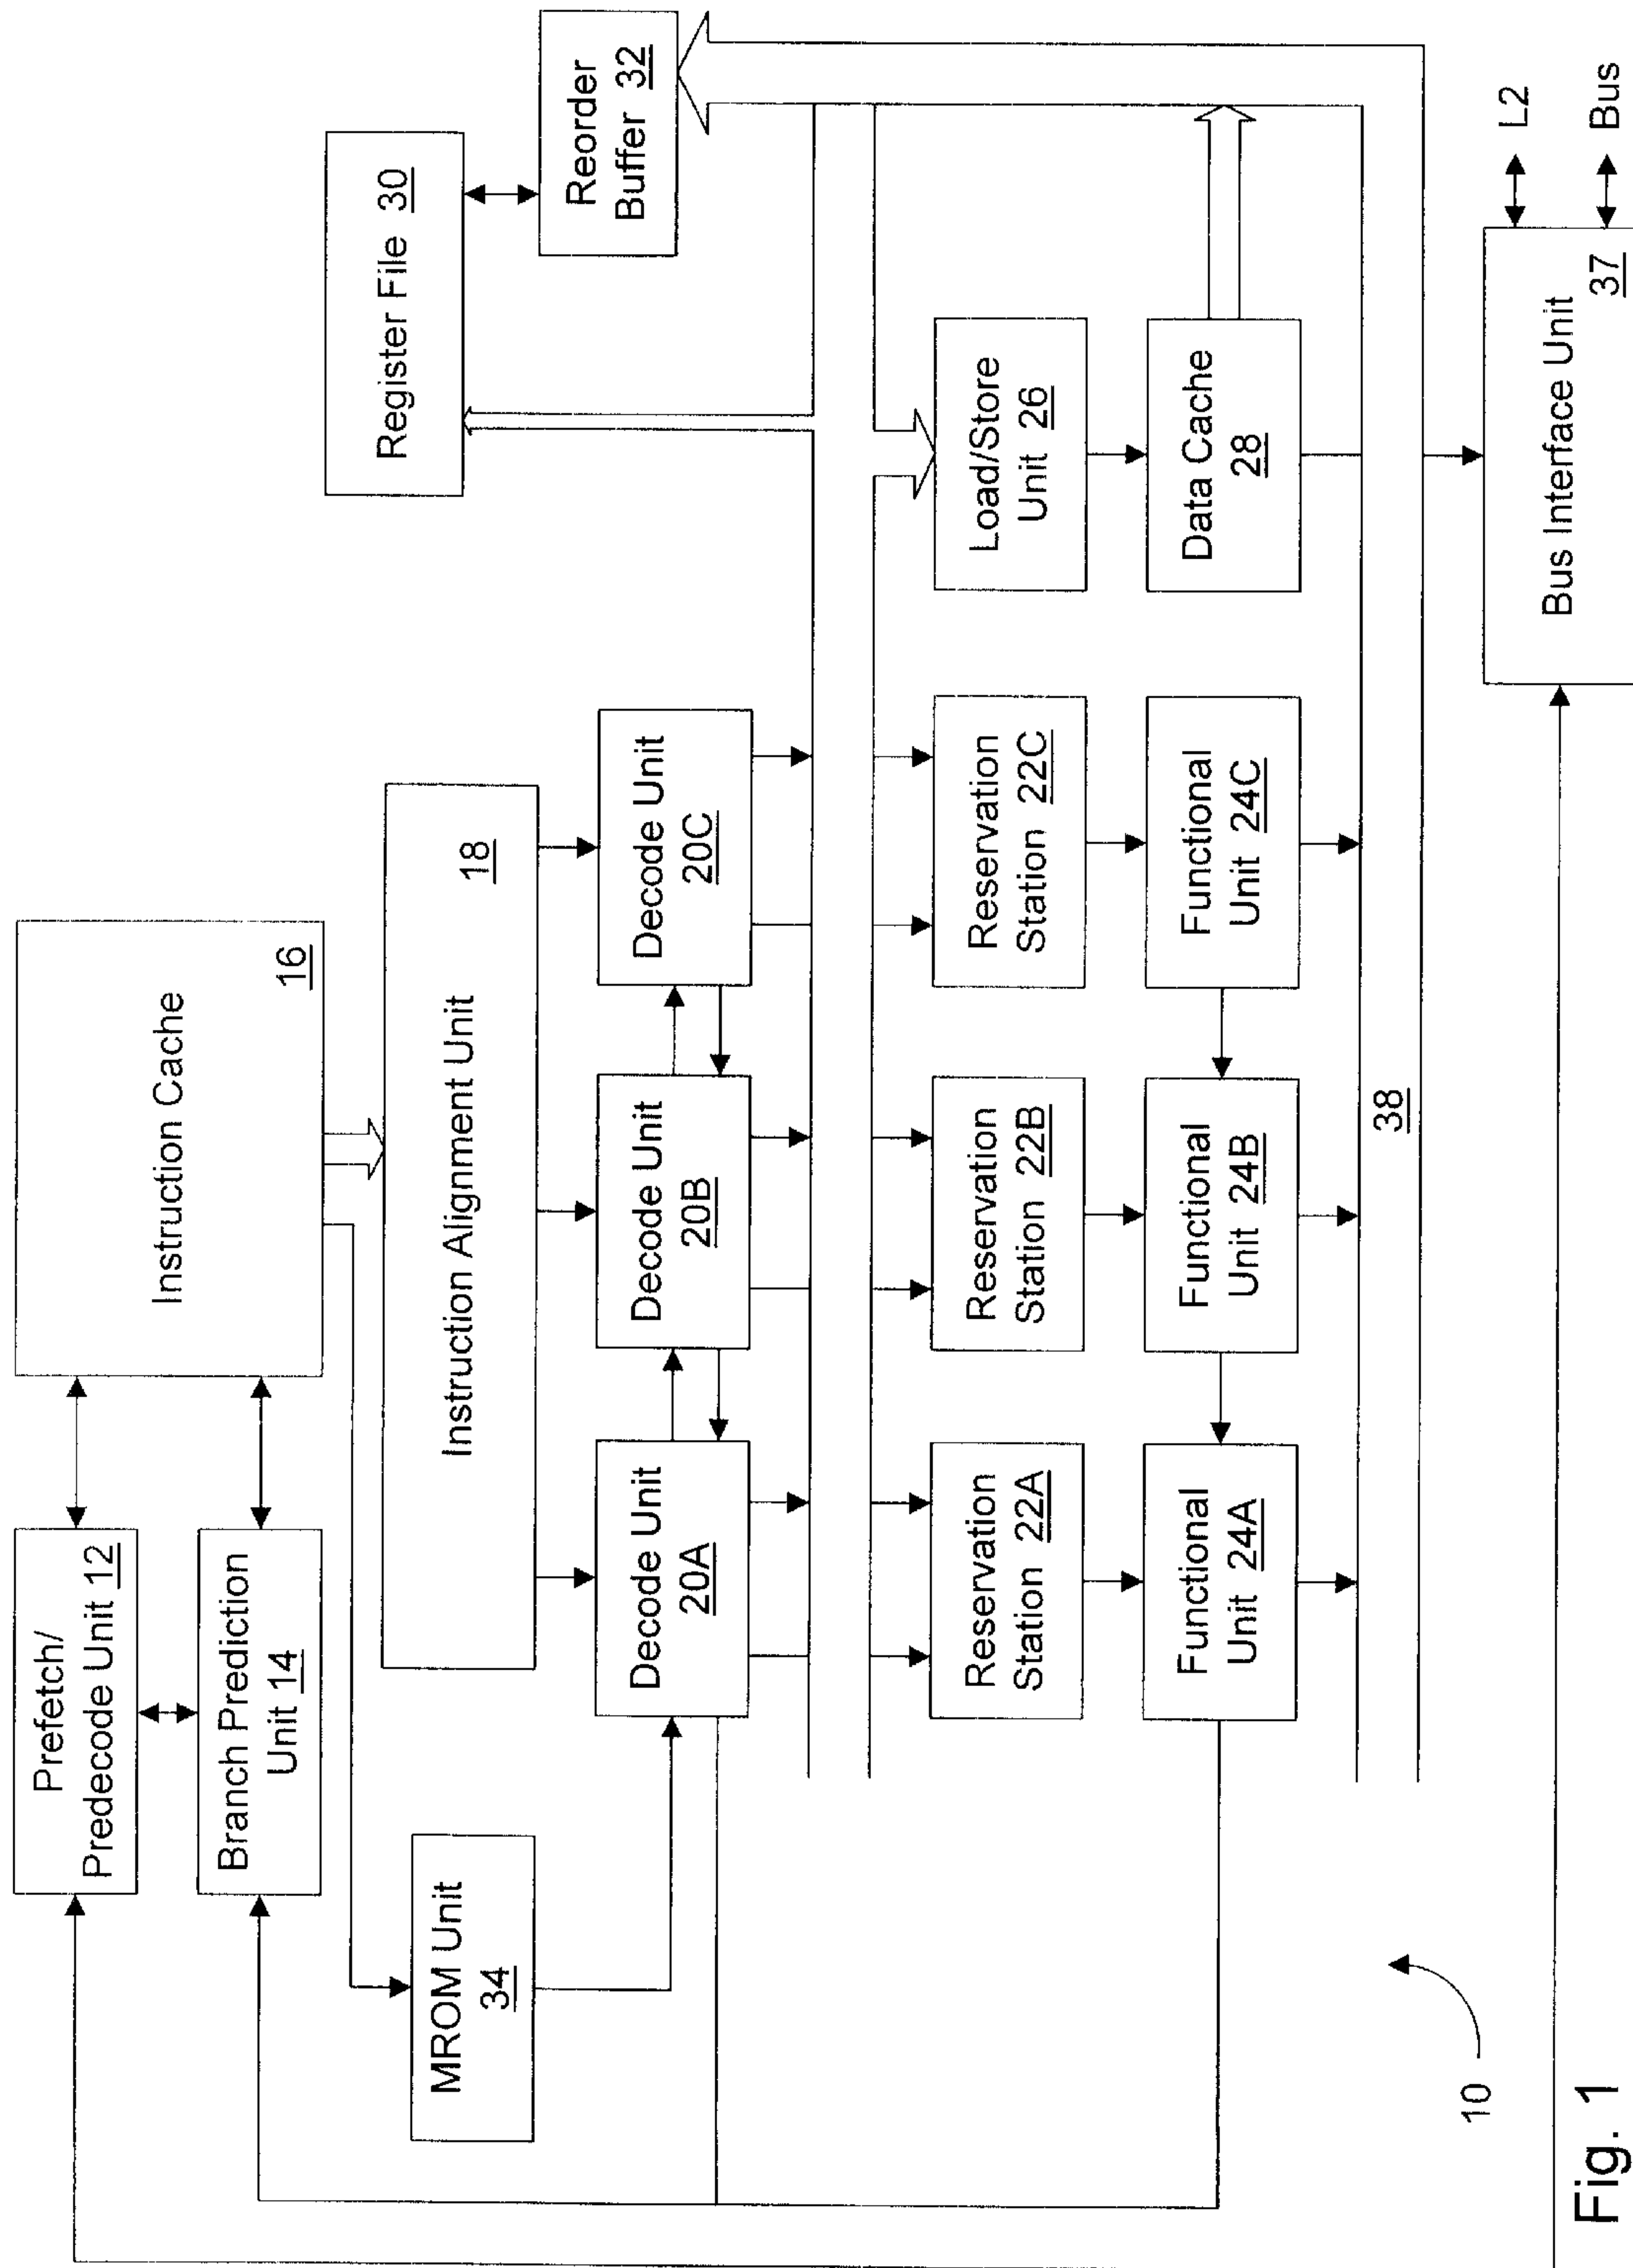 Prefetch/
Predecode Unit 12
Branch Prediction
Unit 14
Instruction Cache
16
Register File 30
Reorder
Buffer 32
MROM Unit
34
Instruction Alignment Unit
18
Decode Unit
20A
Decode Unit
20B
Decode Unit
20C
Reservation
Station 22A
Reservation
Station 22B
Reservation
Station 22C
Load/Store
Unit 26
Functional
Unit 24A
Functional
Unit 24B
Functional
Unit 24C
Data Cache
28
38
10
Bus Interface Unit
37
L2
Bus
Fig. 1